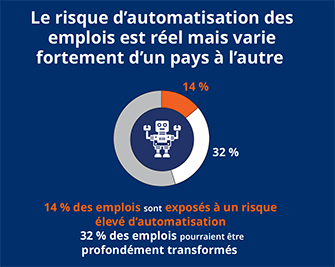 Le risque d’automatisation des
emplois est réel mais varie
fortement d’un pays à l’autre
14 %
32 %
14 % des emplois sont exposés à un risque
élevé d’automatisation
32 % des emplois pourraient être
profondément transformés